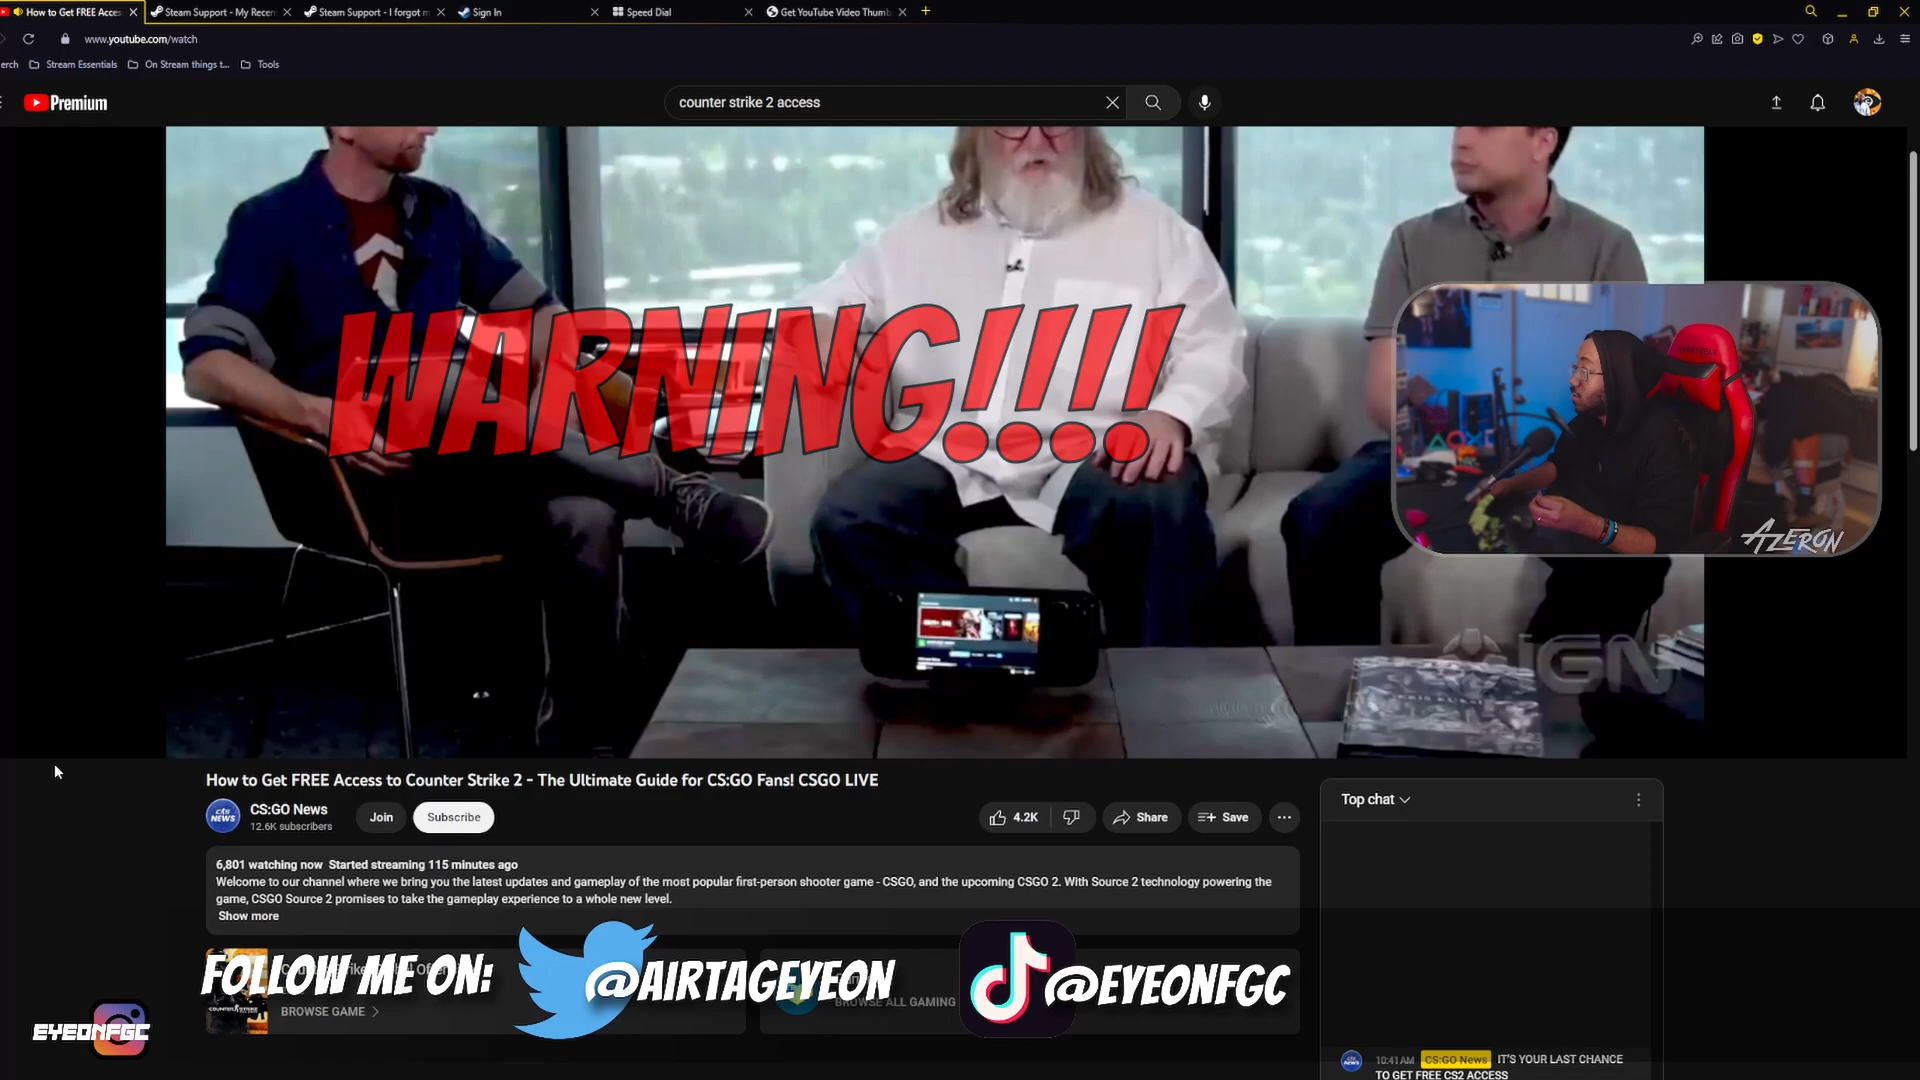 How to Get FREE Acces
Steam Support - My Recen
Steam Support - I forgot m
Sign In
Speed Dial
Get YouTube Video Thumb
www.youtube.com/watch
erch
Stream Essentials
On Stream things t...
Tools
Premium
counter strike 2 access
WARNING!!!!
AZERON
IGN
How to Get FREE Access to Counter Strike 2 - The Ultimate Guide for CS:GO Fans! CSGO LIVE
NEWS
CS:GO News
12.6K subscribers
Join
Subscribe
4.2K
Share
Save
Top chat
6,801 watching now Started streaming 115 minutes ago
Welcome to our channel where we bring you the latest updates and gameplay of the most popular first-person shooter game - CSGO, and the upcoming CSGO 2. With Source 2 technology powering the
game, CSGO Source 2 promises to take the gameplay experience to a whole new level.
Show more
FOLLOW ME ON:
@AIRTAGEYEON
@EYEONFGC
BROWSE GAME
BROWSE ALL GAMING
EYEONFGC
10:41 AM CS:GO News IT'S YOUR LAST CHANCE
TO GET FREE CS2 ACCESS